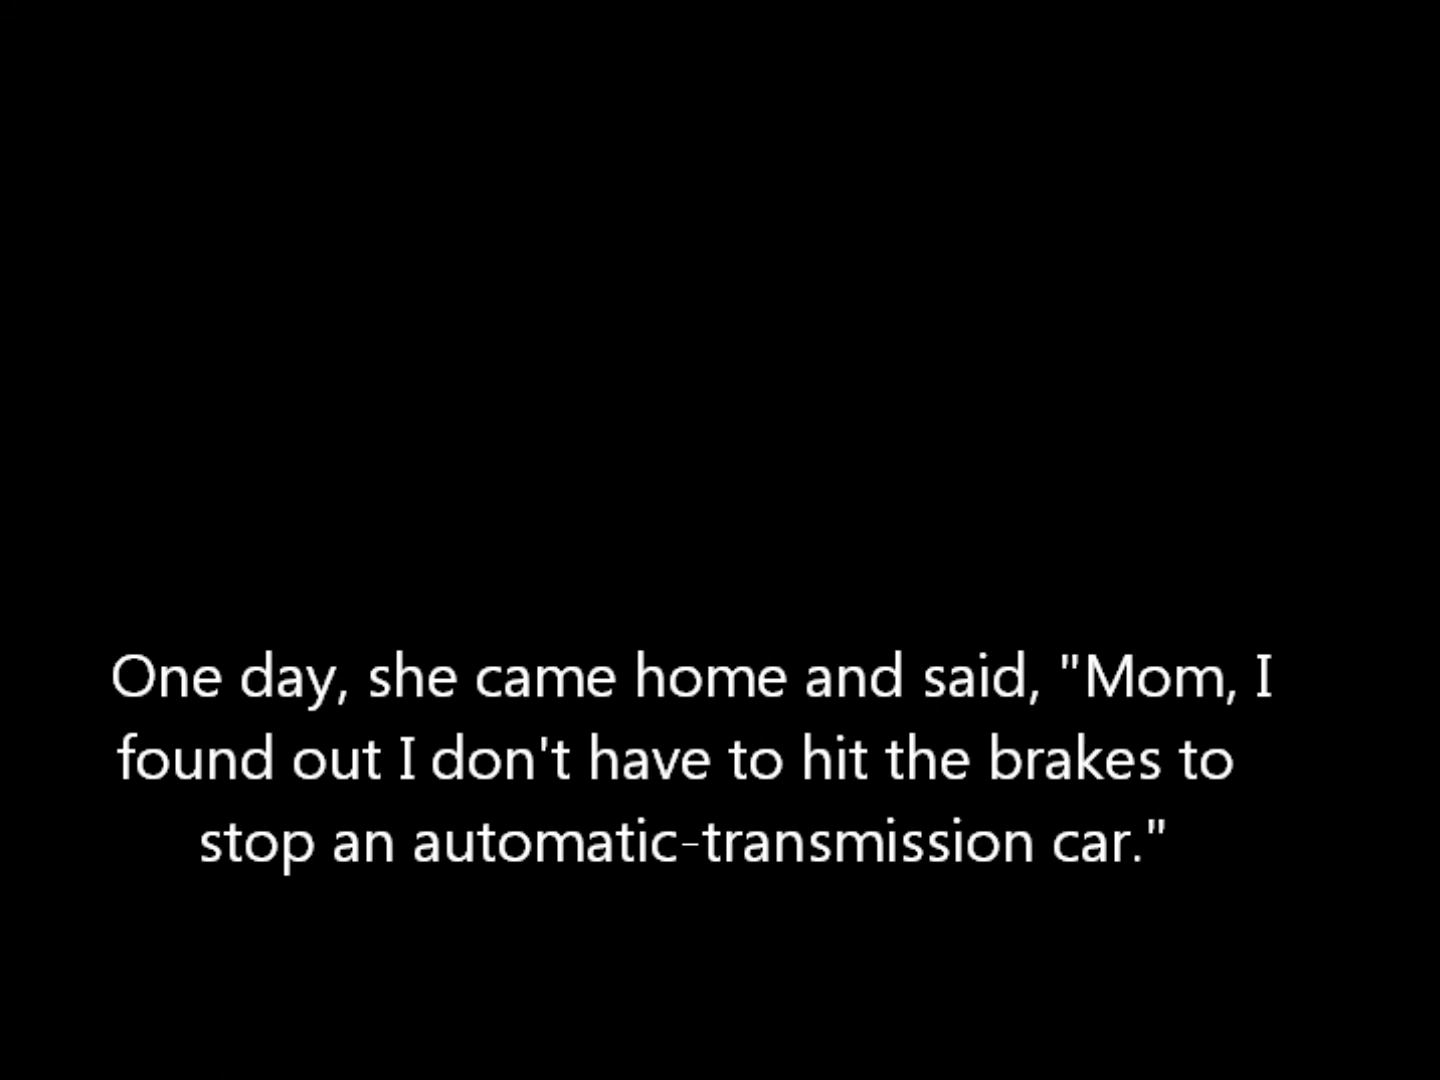 One day, she came home and said, "Mom, I
found out I don't have to hit the brakes to
stop an automatic-transmission car."